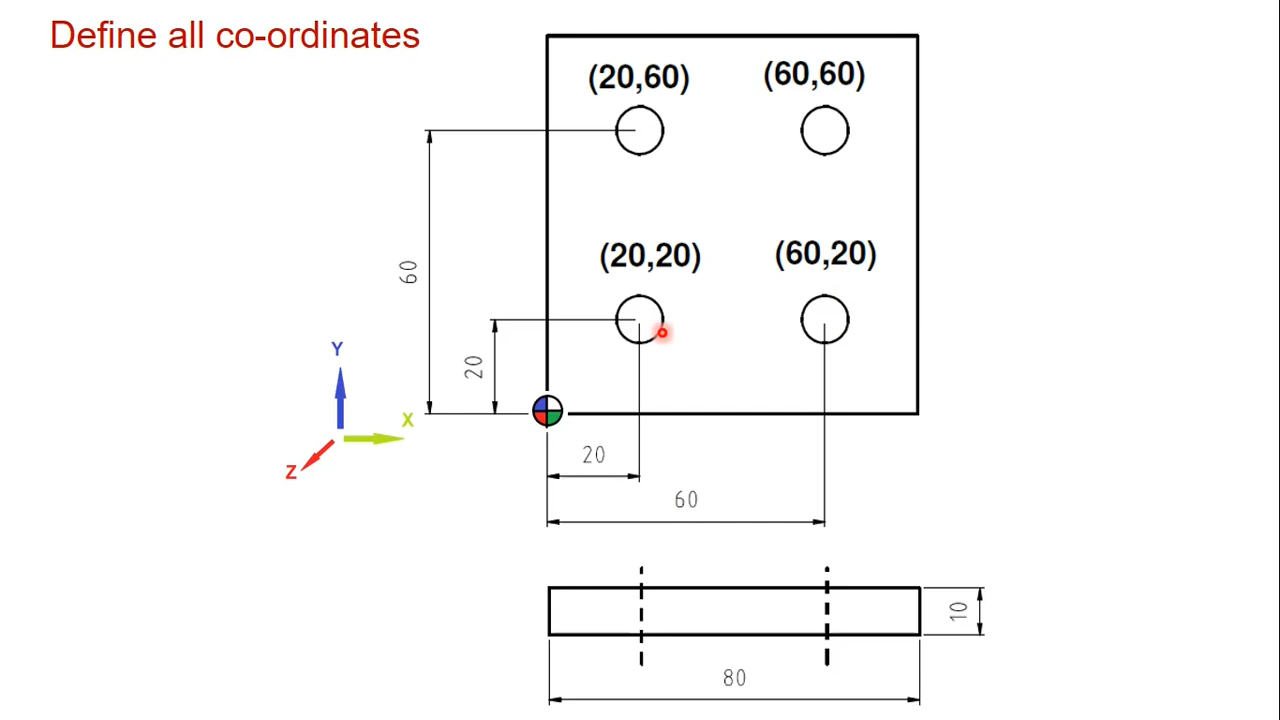 Define all co-ordinates
(20,60) (60,60)
60
(20,20) (60,20)
20
Y
X
Z
20
60
10
80